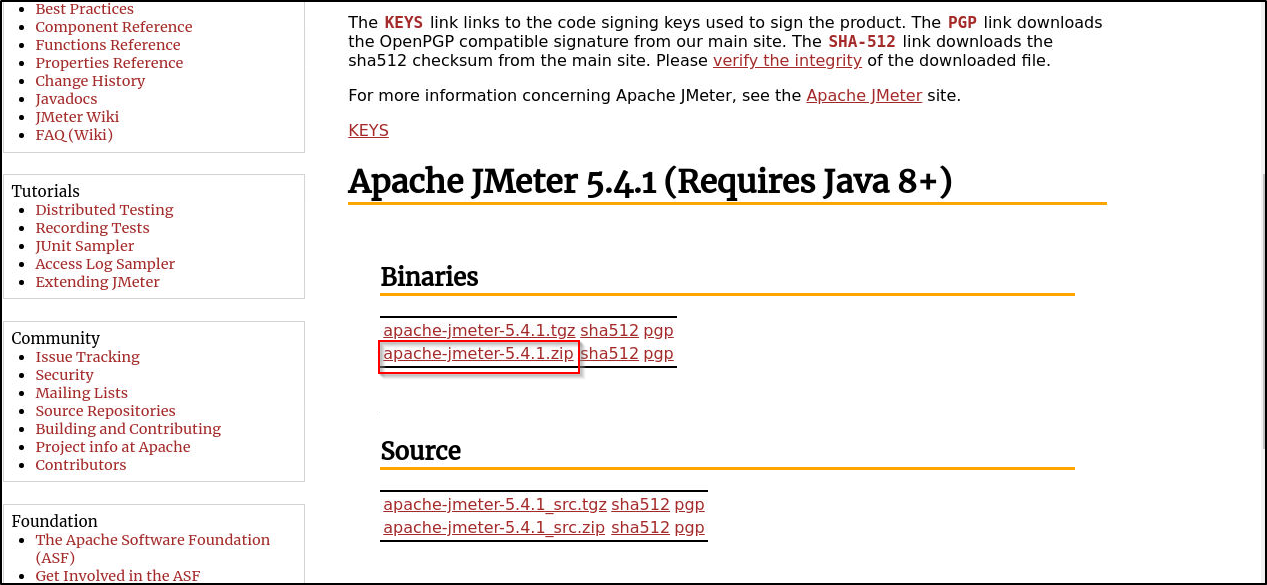 Best Practices
Component Reference
Functions Reference
Properties Reference
Change History
Javadocs
JMeter Wiki
FAQ (Wiki)
Tutorials
Distributed Testing
Recording Tests
JUnit Sampler
Access Log Sampler
Extending JMeter
Community
Issue Tracking
Security
Mailing Lists
Source Repositories
Building and Contributing
Project info at Apache
Contributors
Foundation
The Apache Software Foundation
(ASF)
Get Involved in the ASF
The KEYS link links to the code signing keys used to sign the product. The PGP link downloads
the OpenPGP compatible signature from our main site. The SHA-512 link downloads the
sha512 checksum from the main site. Please verify the integrity of the downloaded file.
For more information concerning Apache JMeter, see the Apache JMeter site.
KEYS
Apache JMeter 5.4.1 (Requires Java 8+)
Binaries
apache-jmeter-5.4.1.tgz sha512 pgp
apache-jmeter-5.4.1.zip sha512 pgp
Source
apache-jmeter-5.4.1_src.tgz sha512 pgp
apache-jmeter-5.4.1_src.zip sha512 pgp